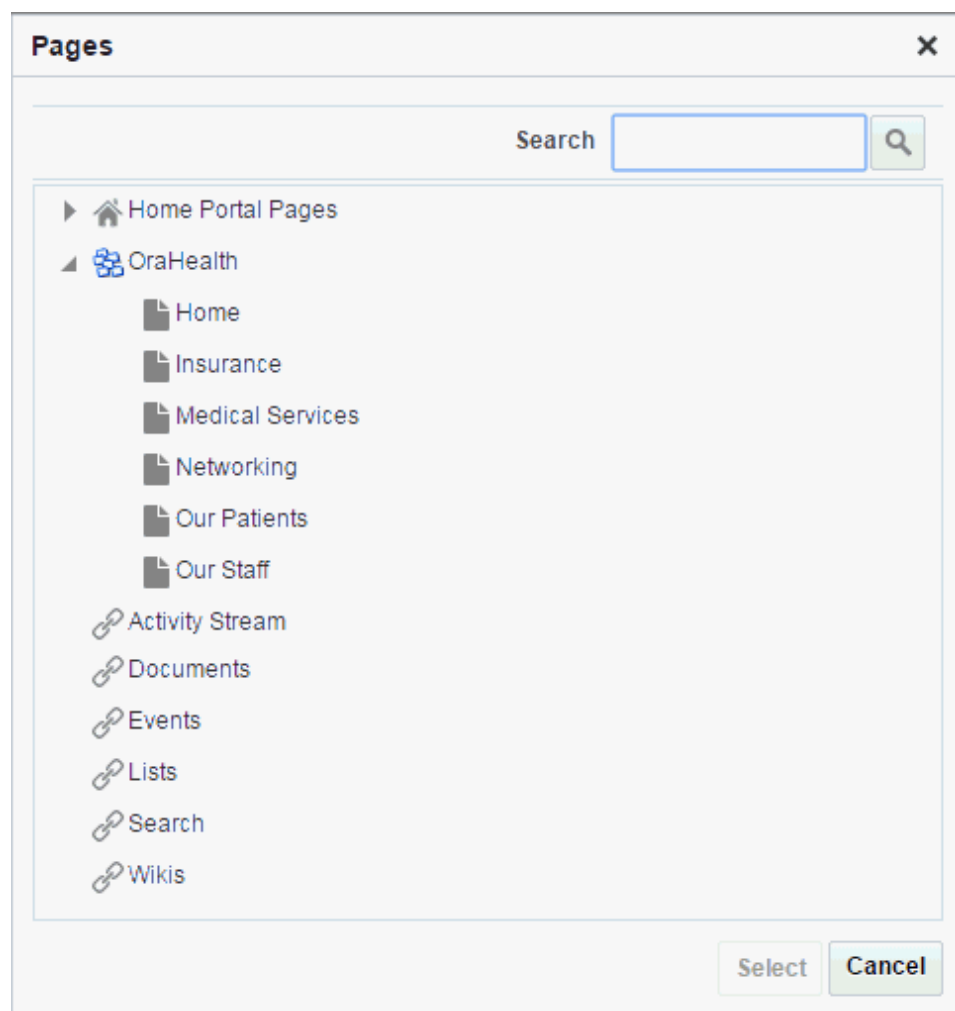 Pages
Search
Home Portal Pages
OraHealth
Home
Insurance
Medical Services
Networking
Our Patients
Our Staff
Activity Stream
Documents
Events
Lists
Search
Wikis
Select Cancel